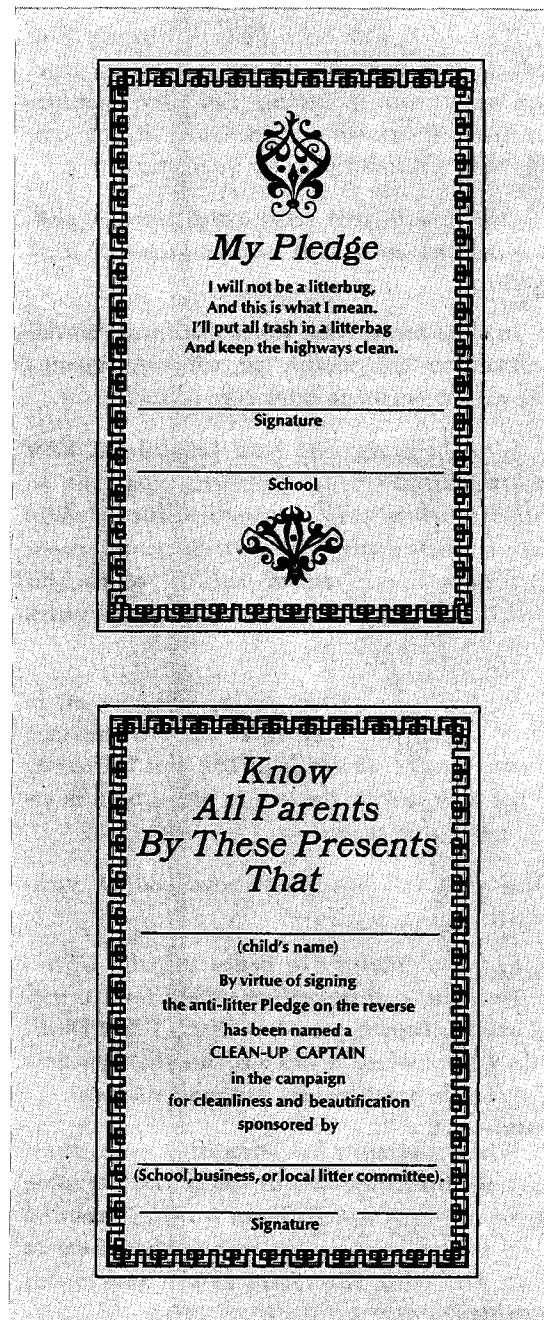 My Pledge
I will not be a litterbug,
And this is what I mean.
I'll put all trash in a litterbag
And keep the highways clean.
Signature
School
Know
All Parents
By These Presents
That
(child's name)
By virtue of signing
the anti-litter Pledge on the reverse
has been named a
CLEAN-UP CAPTAIN
in the campaign
for cleanliness and beautification
sponsored by
(School,business, or local litter committee).
Signature